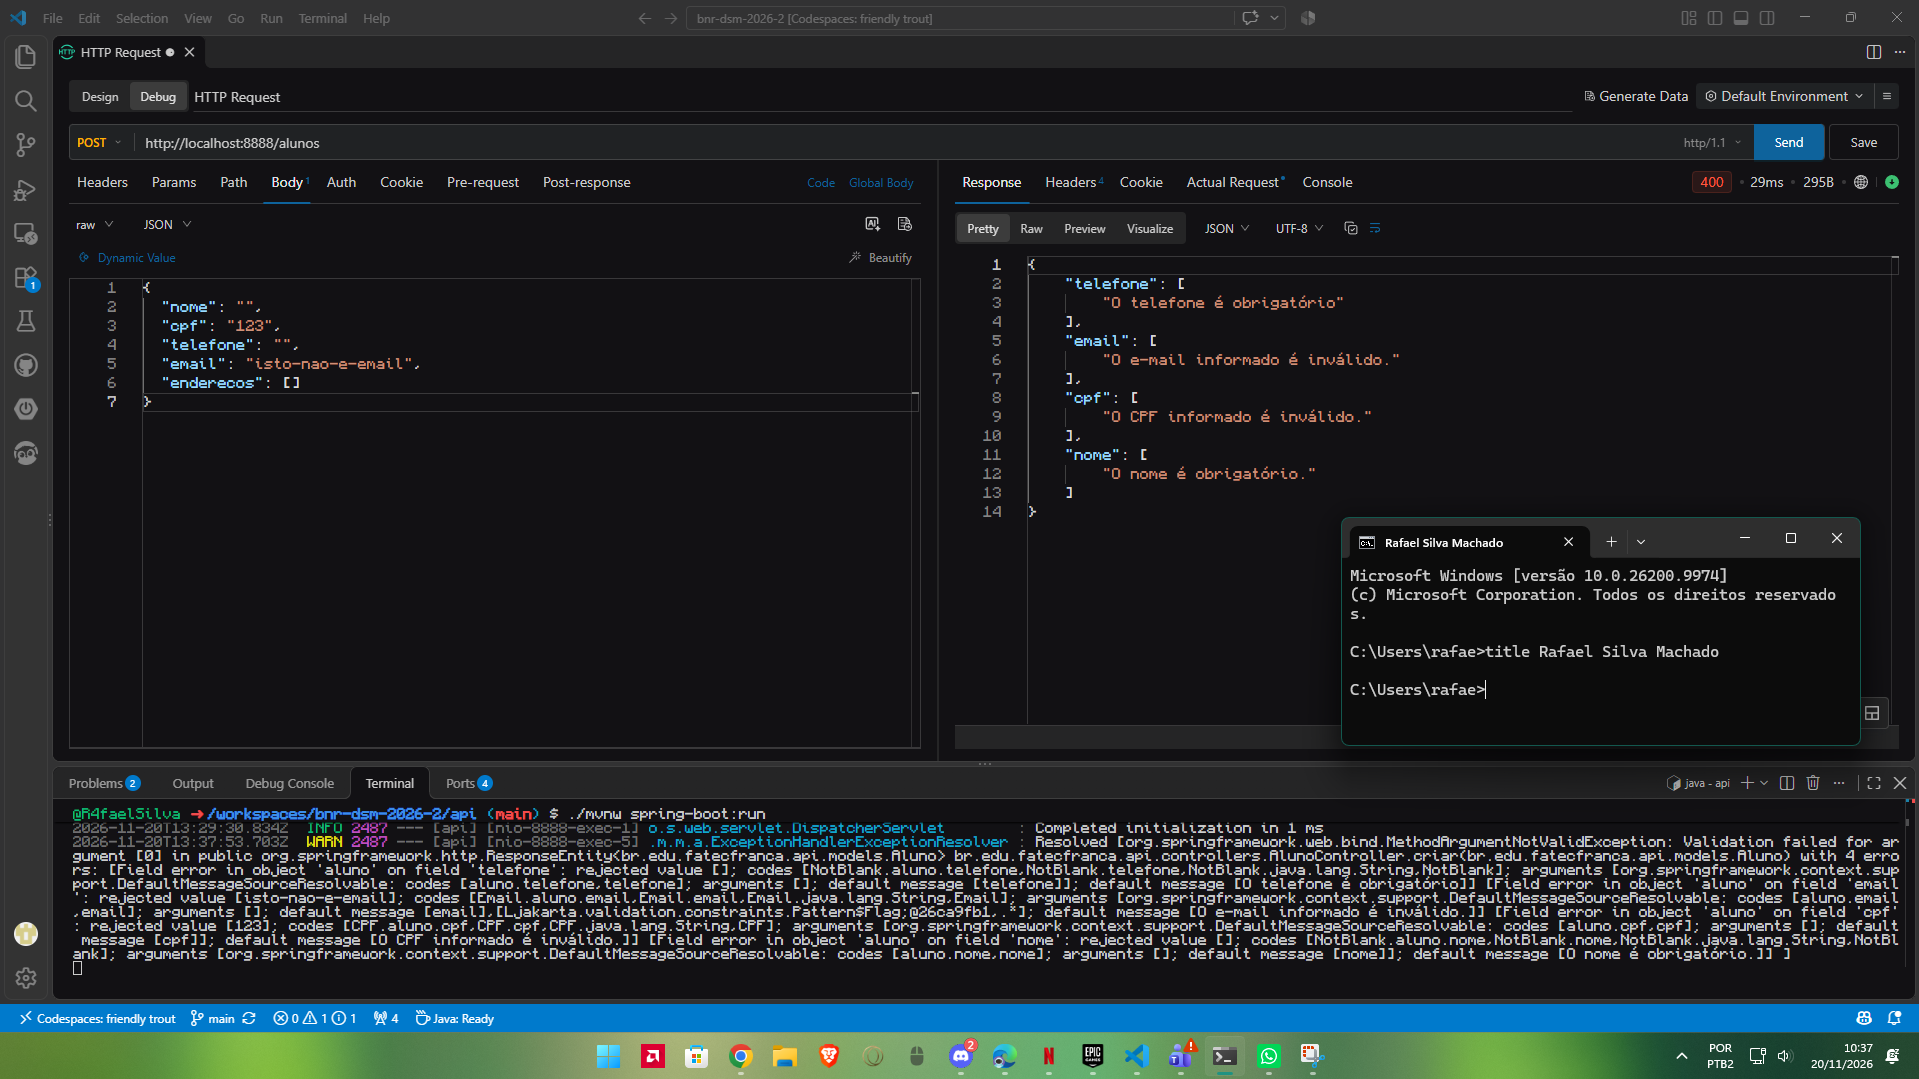 File Edit Selection View Go Run Terminal Help
bnr-dsm-2026-2 [Codespaces: friendly trout]
HTTP HTTP Request
Design Debug HTTP Request
Generate Data Default Environment
POST http://localhost:8888/alunos http/1.1 Send Save
Headers Params Path Body 1 Auth Cookie Pre-request Post-response Code Global Body
raw JSON
Dynamic Value Beautify
1 {
2 "nome": "",
3 "cpf": "123",
4 "telefone": "",
5 "email": "isto-nao-e-email",
6 "enderecos": []
7 }
Response Headers 4 Cookie Actual Request Console 400 29ms 295B
Pretty Raw Preview Visualize JSON UTF-8
1 {
2 "telefone": [
3 "O telefone é obrigatório"
4 ],
5 "email": [
6 "O e-mail informado é inválido."
7 ],
8 "cpf": [
9 "O CPF informado é inválido."
10 ],
11 "nome": [
12 "O nome é obrigatório."
13 ]
14 }
Rafael Silva Machado
Microsoft Windows [versão 10.0.26200.9974]
(c) Microsoft Corporation. Todos os direitos reservado
s.
C:\Users\rafae>title Rafael Silva Machado
C:\Users\rafae>
Problems 2 Output Debug Console Terminal Ports 4 java - api
@R4faelSilva ➜ /workspaces/bnr-dsm-2026-2/api (main) $ ./mvnw spring-boot:run
2026-11-20T13:29:30.834Z INFO 2487 --- [api] [nio-8888-exec-1] o.s.web.servlet.DispatcherServlet : Completed initialization in 1 ms
2026-11-20T13:37:53.703Z WARN 2487 --- [api] [nio-8888-exec-5] .m.m.a.ExceptionHandlerExceptionResolver : Resolved [org.springframework.web.bind.MethodArgumentNotValidException: Validation failed for ar
gument [0] in public org.springframework.http.ResponseEntity<br.edu.fatecfranca.api.models.Aluno> br.edu.fatecfranca.api.controllers.AlunoController.criar(br.edu.fatecfranca.api.models.Aluno) with 4 erro
rs: [Field error in object 'aluno' on field 'telefone': rejected value []; codes [NotBlank.aluno.telefone,NotBlank.telefone,NotBlank.java.lang.String,NotBlank]; arguments [org.springframework.context.sup
port.DefaultMessageSourceResolvable: codes [aluno.telefone,telefone]; arguments []; default message [telefone]]; default message [O telefone é obrigatório]] [Field error in object 'aluno' on field 'email
': rejected value [isto-nao-e-email]; codes [Email.aluno.email,Email.email,Email.java.lang.String,Email]; arguments [org.springframework.context.support.DefaultMessageSourceResolvable: codes [aluno.email
,email]; arguments []; default message [email],[Ljakarta.validation.constraints.Pattern$Flag;@26ca9fb1,.*]; default message [O e-mail informado é inválido.]] [Field error in object 'aluno' on field 'cpf'
: rejected value [123]; codes [CPF.aluno.cpf,CPF.cpf,CPF.java.lang.String,CPF]; arguments [org.springframework.context.support.DefaultMessageSourceResolvable: codes [aluno.cpf,cpf]; arguments []; default
message [cpf]]; default message [O CPF informado é inválido.]] [Field error in object 'aluno' on field 'nome': rejected value []; codes [NotBlank.aluno.nome,NotBlank.nome,NotBlank.java.lang.String,NotBl
ank]; arguments [org.springframework.context.support.DefaultMessageSourceResolvable: codes [aluno.nome,nome]; arguments []; default message [nome]]; default message [O nome é obrigatório.]] ]
Codespaces: friendly trout main 0 1 1 4 Java: Ready
2 EPIC GAMES POR 10:37
PTB2 20/11/2026